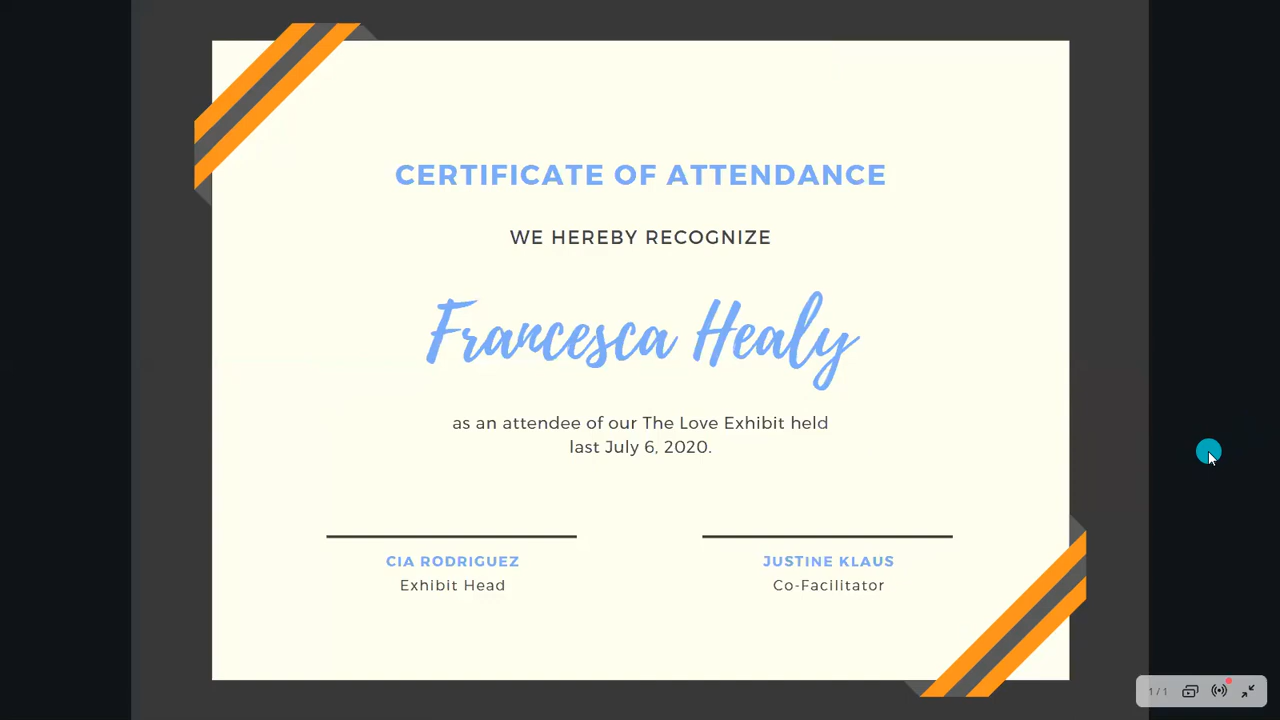 CERTIFICATE OF ATTENDANCE
WE HEREBY RECOGNIZE
Francesca Healy
as an attendee of our The Love Exhibit held
last July 6, 2020.
CIA RODRIGUEZ
Exhibit Head
JUSTINE KLAUS
Co-Facilitator
1 / 1